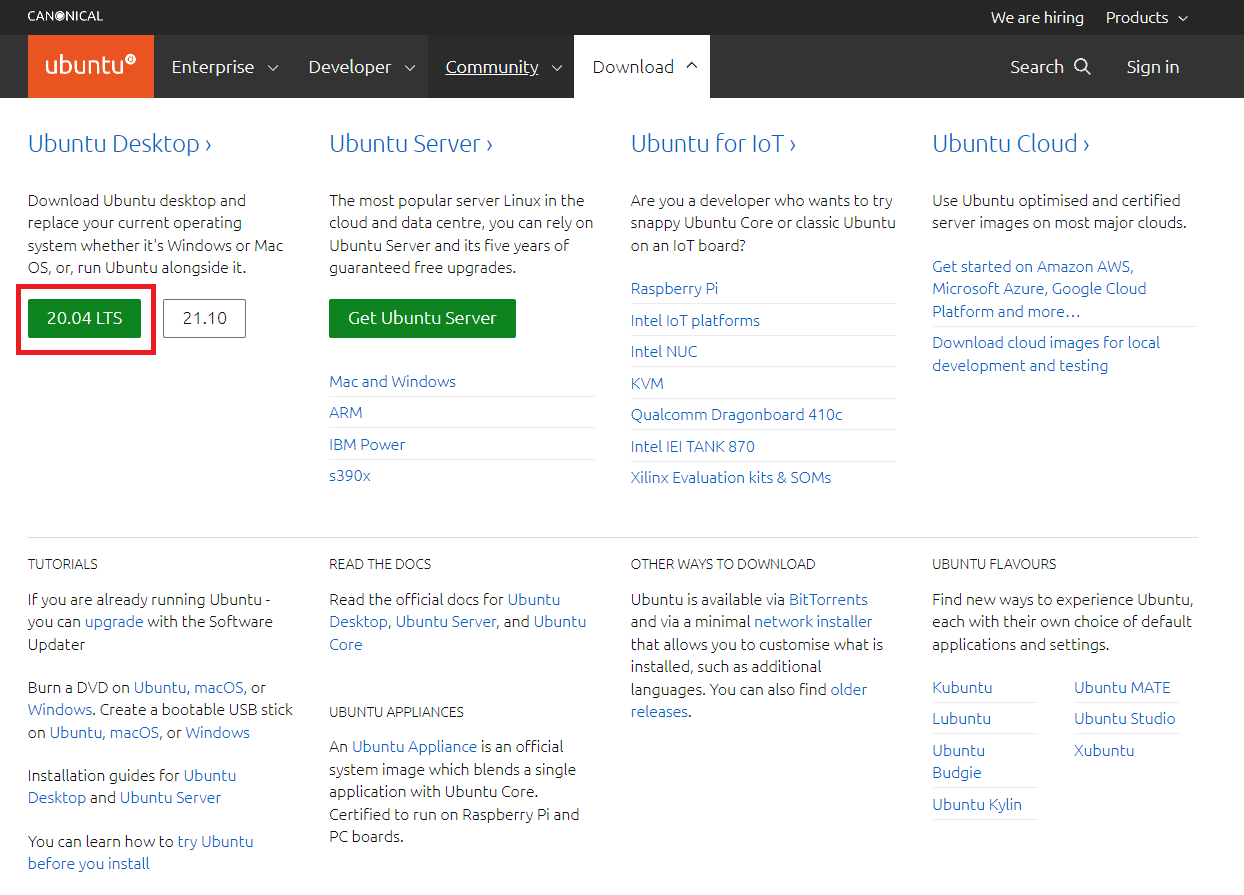 CANONICAL
We are hiring
Products
ubuntu
Enterprise
Developer
Community
Download
Search
Sign in
Ubuntu Desktop ›
Download Ubuntu desktop and
replace your current operating
system whether it's Windows or Mac
OS, or, run Ubuntu alongside it.
20.04 LTS
21.10
Ubuntu Server ›
The most popular server Linux in the
cloud and data centre, you can rely on
Ubuntu Server and its five years of
guaranteed free upgrades.
Get Ubuntu Server
Mac and Windows
ARM
IBM Power
s390x
Ubuntu for IoT ›
Are you a developer who wants to try
snappy Ubuntu Core or classic Ubuntu
on an IoT board?
Raspberry Pi
Intel IoT platforms
Intel NUC
KVM
Qualcomm Dragonboard 410c
Intel IEI TANK 870
Xilinx Evaluation kits & SOMs
Ubuntu Cloud ›
Use Ubuntu optimised and certified
server images on most major clouds.
Get started on Amazon AWS,
Microsoft Azure, Google Cloud
Platform and more…
Download cloud images for local
development and testing
TUTORIALS
If you are already running Ubuntu -
you can upgrade with the Software
Updater
Burn a DVD on Ubuntu, macOS, or
Windows. Create a bootable USB stick
on Ubuntu, macOS, or Windows
Installation guides for Ubuntu
Desktop and Ubuntu Server
You can learn how to try Ubuntu
before you install
READ THE DOCS
Read the official docs for Ubuntu
Desktop, Ubuntu Server, and Ubuntu
Core
UBUNTU APPLIANCES
An Ubuntu Appliance is an official
system image which blends a single
application with Ubuntu Core.
Certified to run on Raspberry Pi and
PC boards.
OTHER WAYS TO DOWNLOAD
Ubuntu is available via BitTorrents
and via a minimal network installer
that allows you to customise what is
installed, such as additional
languages. You can also find older
releases.
UBUNTU FLAVOURS
Find new ways to experience Ubuntu,
each with their own choice of default
applications and settings.
Kubuntu
Lubuntu
Ubuntu
Budgie
Ubuntu Kylin
Ubuntu MATE
Ubuntu Studio
Xubuntu